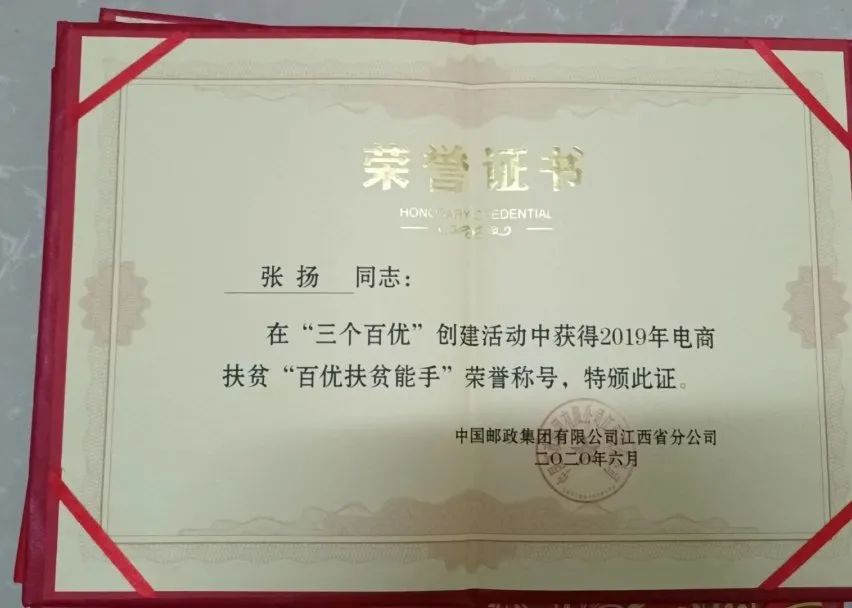 荣誉证书
HONORARY CREDENTIAL
张扬 同志：
在“三个百优”创建活动中获得2019年电商
扶贫“百优扶贫能手”荣誉称号，特颁此证。
中国邮政集团有限公司江西省分公司
二〇二〇年六月